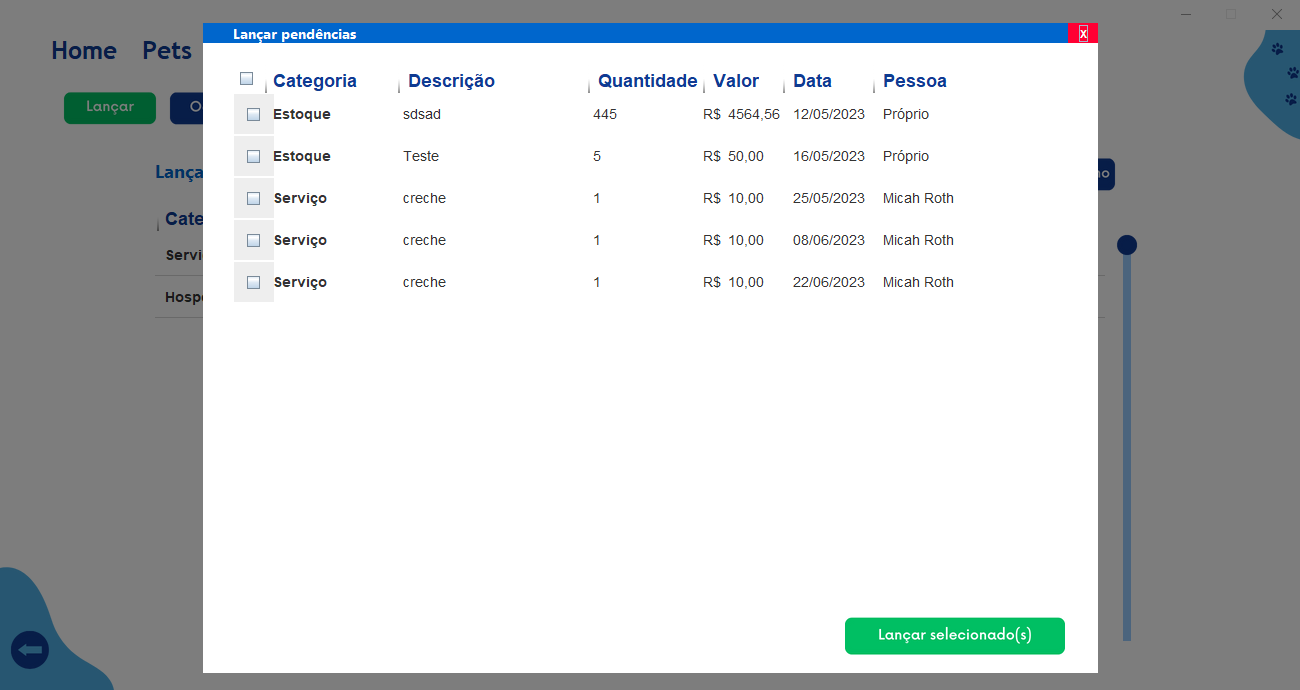 Lançar pendências
x
Home Pets
Lançar
Lança
Cate
Servi
Hospe
Categoria Descrição Quantidade Valor Data Pessoa
Estoque sdsad 445 R$ 4564,56 12/05/2023 Próprio
Estoque Teste 5 R$ 50,00 16/05/2023 Próprio
Serviço creche 1 R$ 10,00 25/05/2023 Micah Roth
Serviço creche 1 R$ 10,00 08/06/2023 Micah Roth
Serviço creche 1 R$ 10,00 22/06/2023 Micah Roth
Lançar selecionado(s)